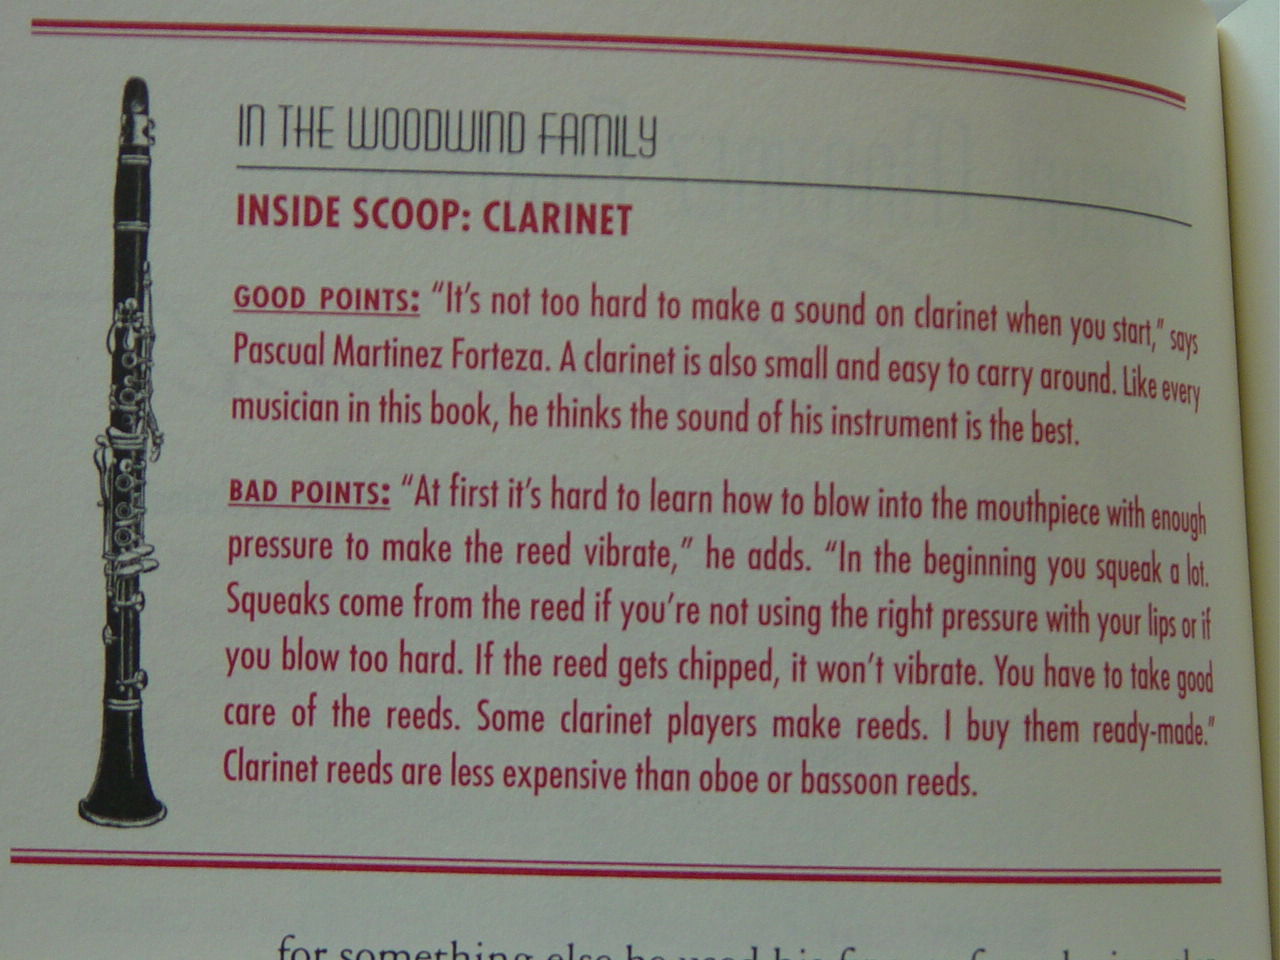 IN THE WOODWIND FAMILY
INSIDE SCOOP: CLARINET
GOOD POINTS: “It’s not too hard to make a sound on clarinet when you start,” says
Pascual Martinez Forteza. A clarinet is also small and easy to carry around. Like every
musician in this book, he thinks the sound of his instrument is the best.
BAD POINTS: “At first it’s hard to learn how to blow into the mouthpiece with enough
pressure to make the reed vibrate,” he adds. “In the beginning you squeak a lot.
Squeaks come from the reed if you’re not using the right pressure with your lips or if
you blow too hard. If the reed gets chipped, it won’t vibrate. You have to take good
care of the reeds. Some clarinet players make reeds. I buy them ready-made.”
Clarinet reeds are less expensive than oboe or bassoon reeds.
for something else he used his